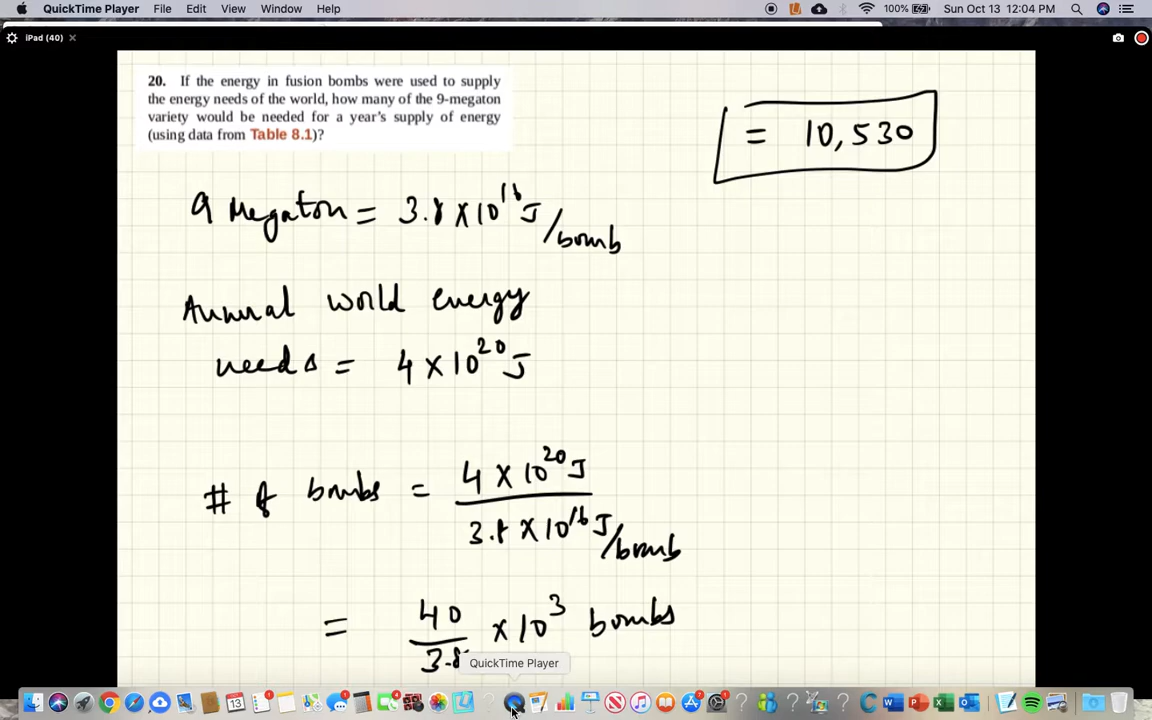 QuickTime Player File Edit View Window Help 100% Sun Oct 13 12:04 PM
iPad (40)
20. If the energy in fusion bombs were used to supply
the energy needs of the world, how many of the 9-megaton
variety would be needed for a year's supply of energy
(using data from Table 8.1)?
= 10,530
9 Megaton = 3.8 × 10^16 J/bomb
Annual world energy
needs = 4 × 10^20 J
# of bombs = 4 × 10^20 J
3.8 × 10^16 J/bomb
= 40 × 10^3 bombs
3.8
QuickTime Player